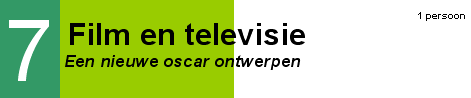 7
Film en televisie
1 persoon
Een nieuwe oscar ontwerpen